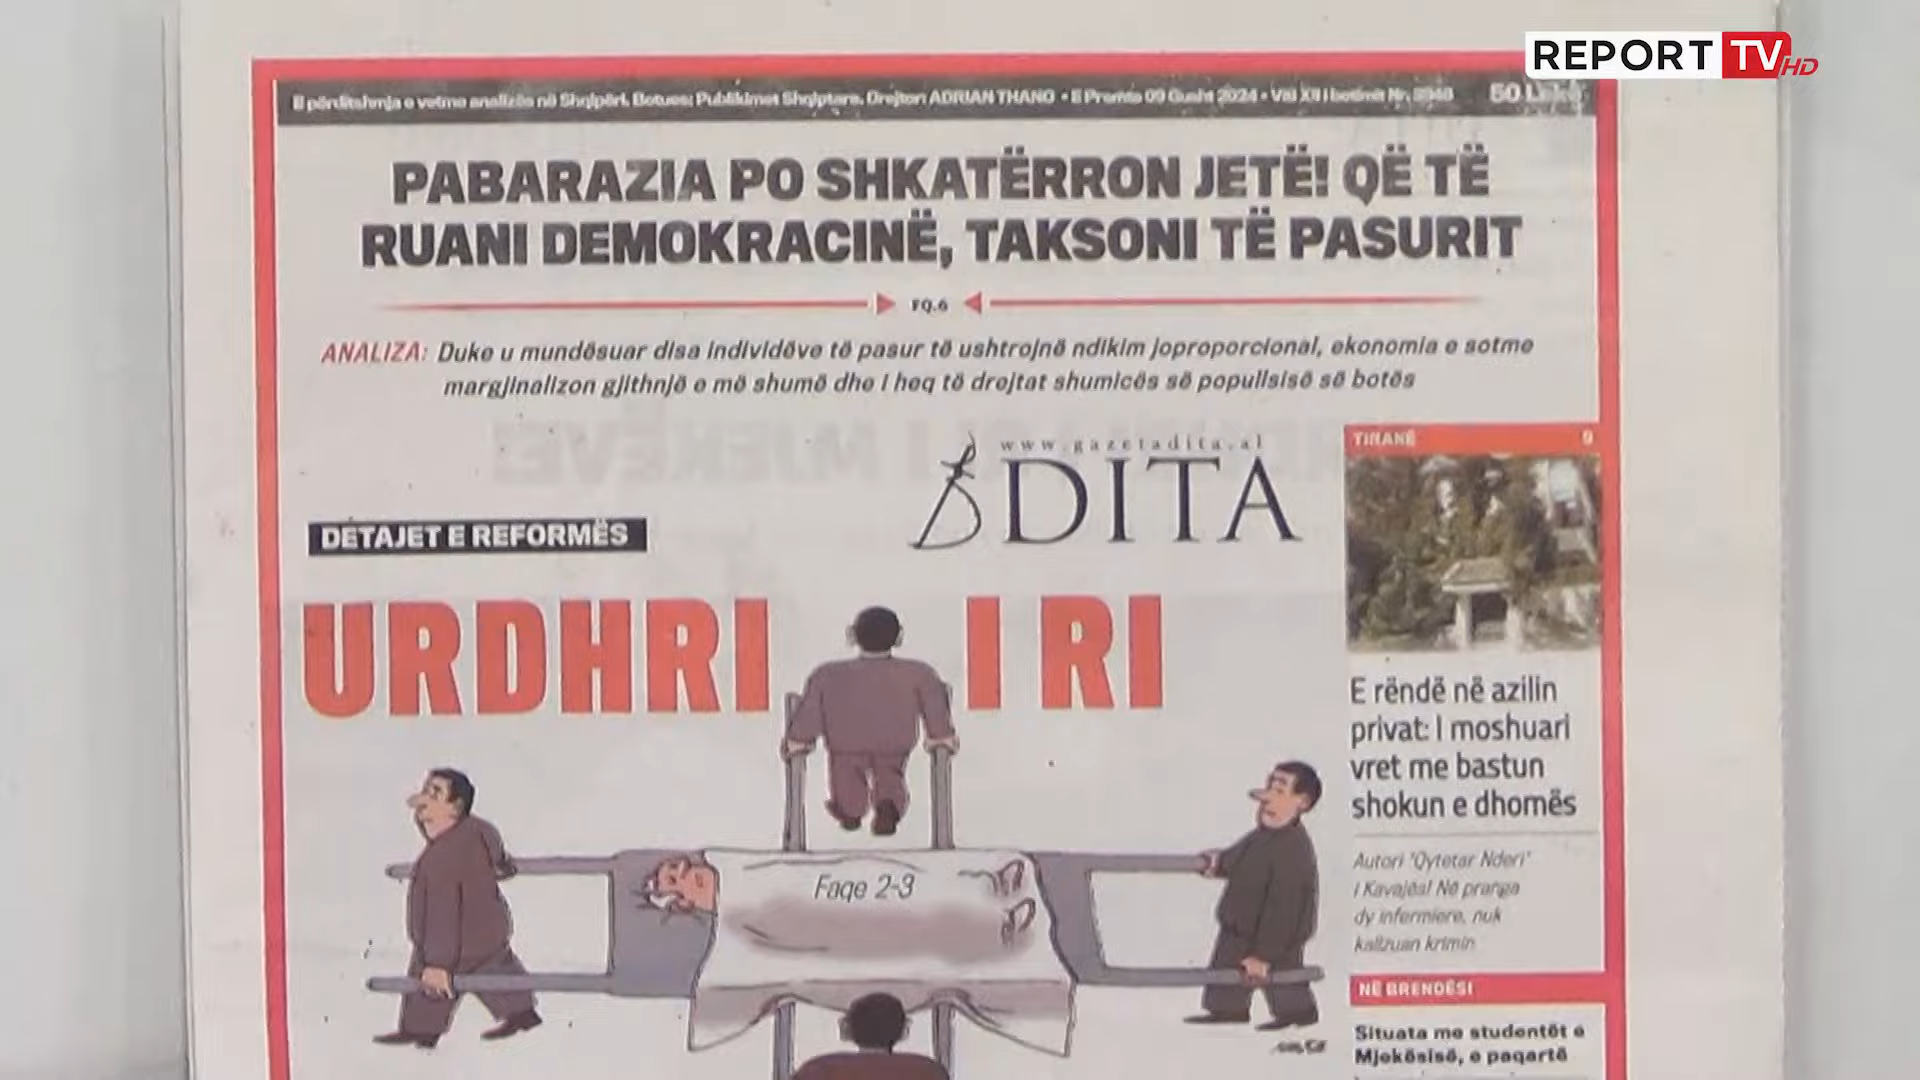 REPORT TV HD
E përditshmja e vetme analizës në Shqipëri. Botues: Publikimet Shqiptare. Drejtor: ADRIAN THANO • E Premte 09 Gusht 2024 • Viti XII i botimit Nr. 50 Lekë
PABARAZIA PO SHKATËRRON JETË! QË TË
RUANI DEMOKRACINË, TAKSONI TË PASURIT
FQ.6
ANALIZA: Duke u mundësuar disa individëve të pasur të ushtrojnë ndikim joproporcional, ekonomia e sotme
margjinalizon gjithnjë e më shumë dhe i heq të drejtat shumicës së popullsisë së botës
www.gazetadita.al
DITA
DETAJET E REFORMËS
URDHRI I RI
Faqe 2-3
TIRANË 9
E rëndë në azilin
privat: I moshuari
vret me bastun
shokun e dhomës
Autori 'Qytetar Nderi'
i Kavajës! Në pranga
dy infermiere, nuk
kallzuan krimin
NË BRENDËSI
Situata me studentët e
Mjekësisë, e paqartë